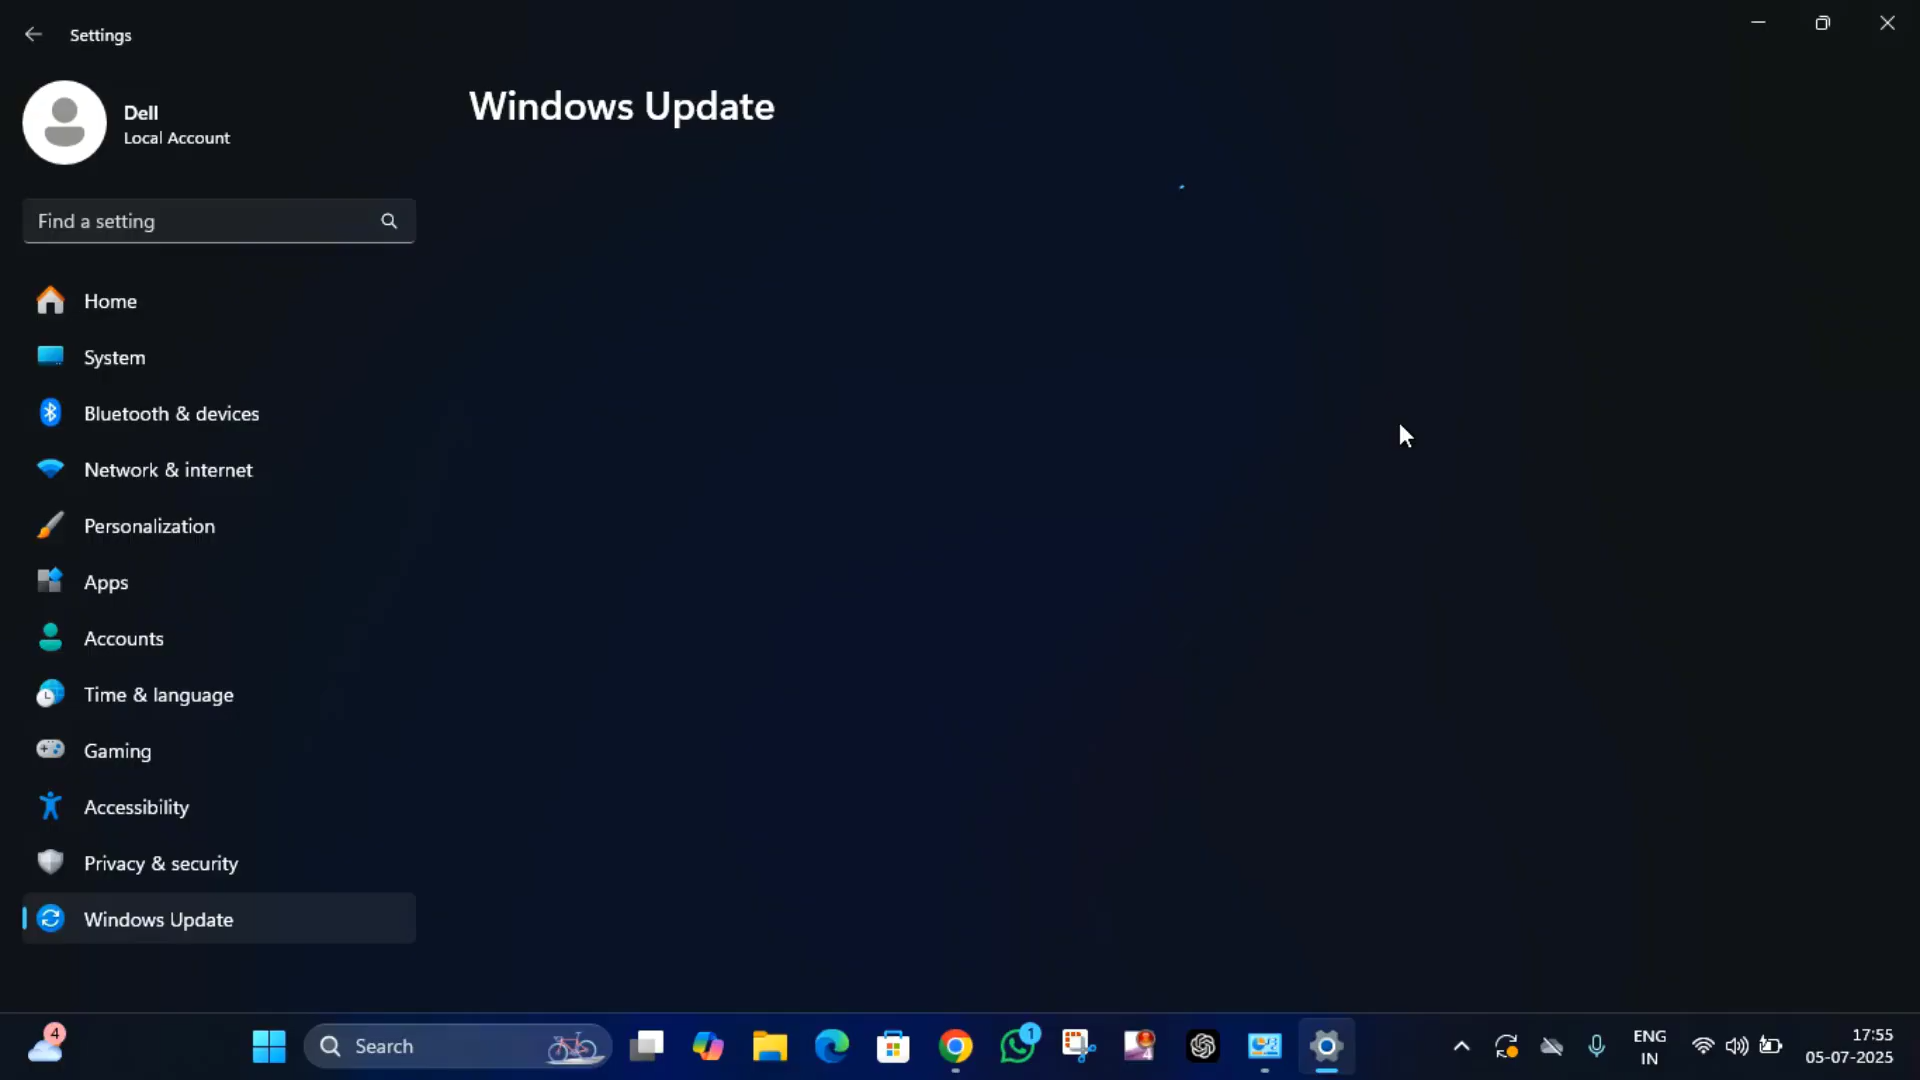 Settings
Dell
Local Account
Windows Update
Find a setting
Home
System
Bluetooth & devices
Network & internet
Personalization
Apps
Accounts
Time & language
Gaming
Accessibility
Privacy & security
Windows Update
4
Search
1
4
ENG
IN
17:55
05-07-2025